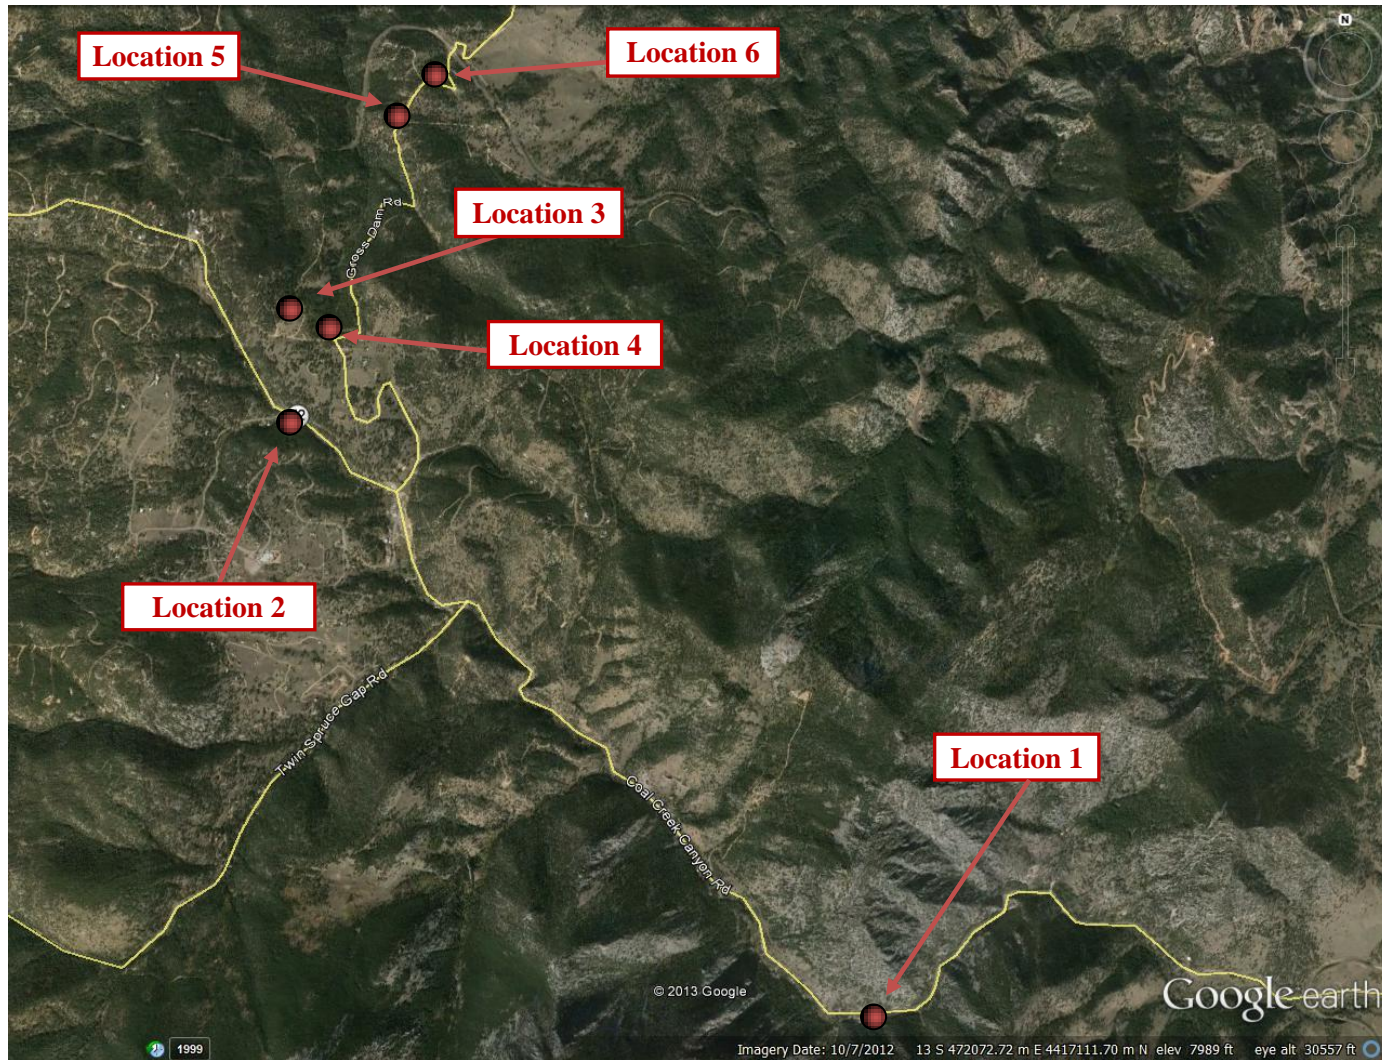 N
Location 5
Location 6
Gross Dam Rd
Location 3
Location 4
Location 2
Twin Spruce Gap Rd
Location 1
Coal Creek Canyon Rd
© 2013 Google
Google earth
1999
Imagery Date: 10/7/2012 13 S 472072.72 m E 4417111.70 m N elev 7989 ft eye alt 30557 ft